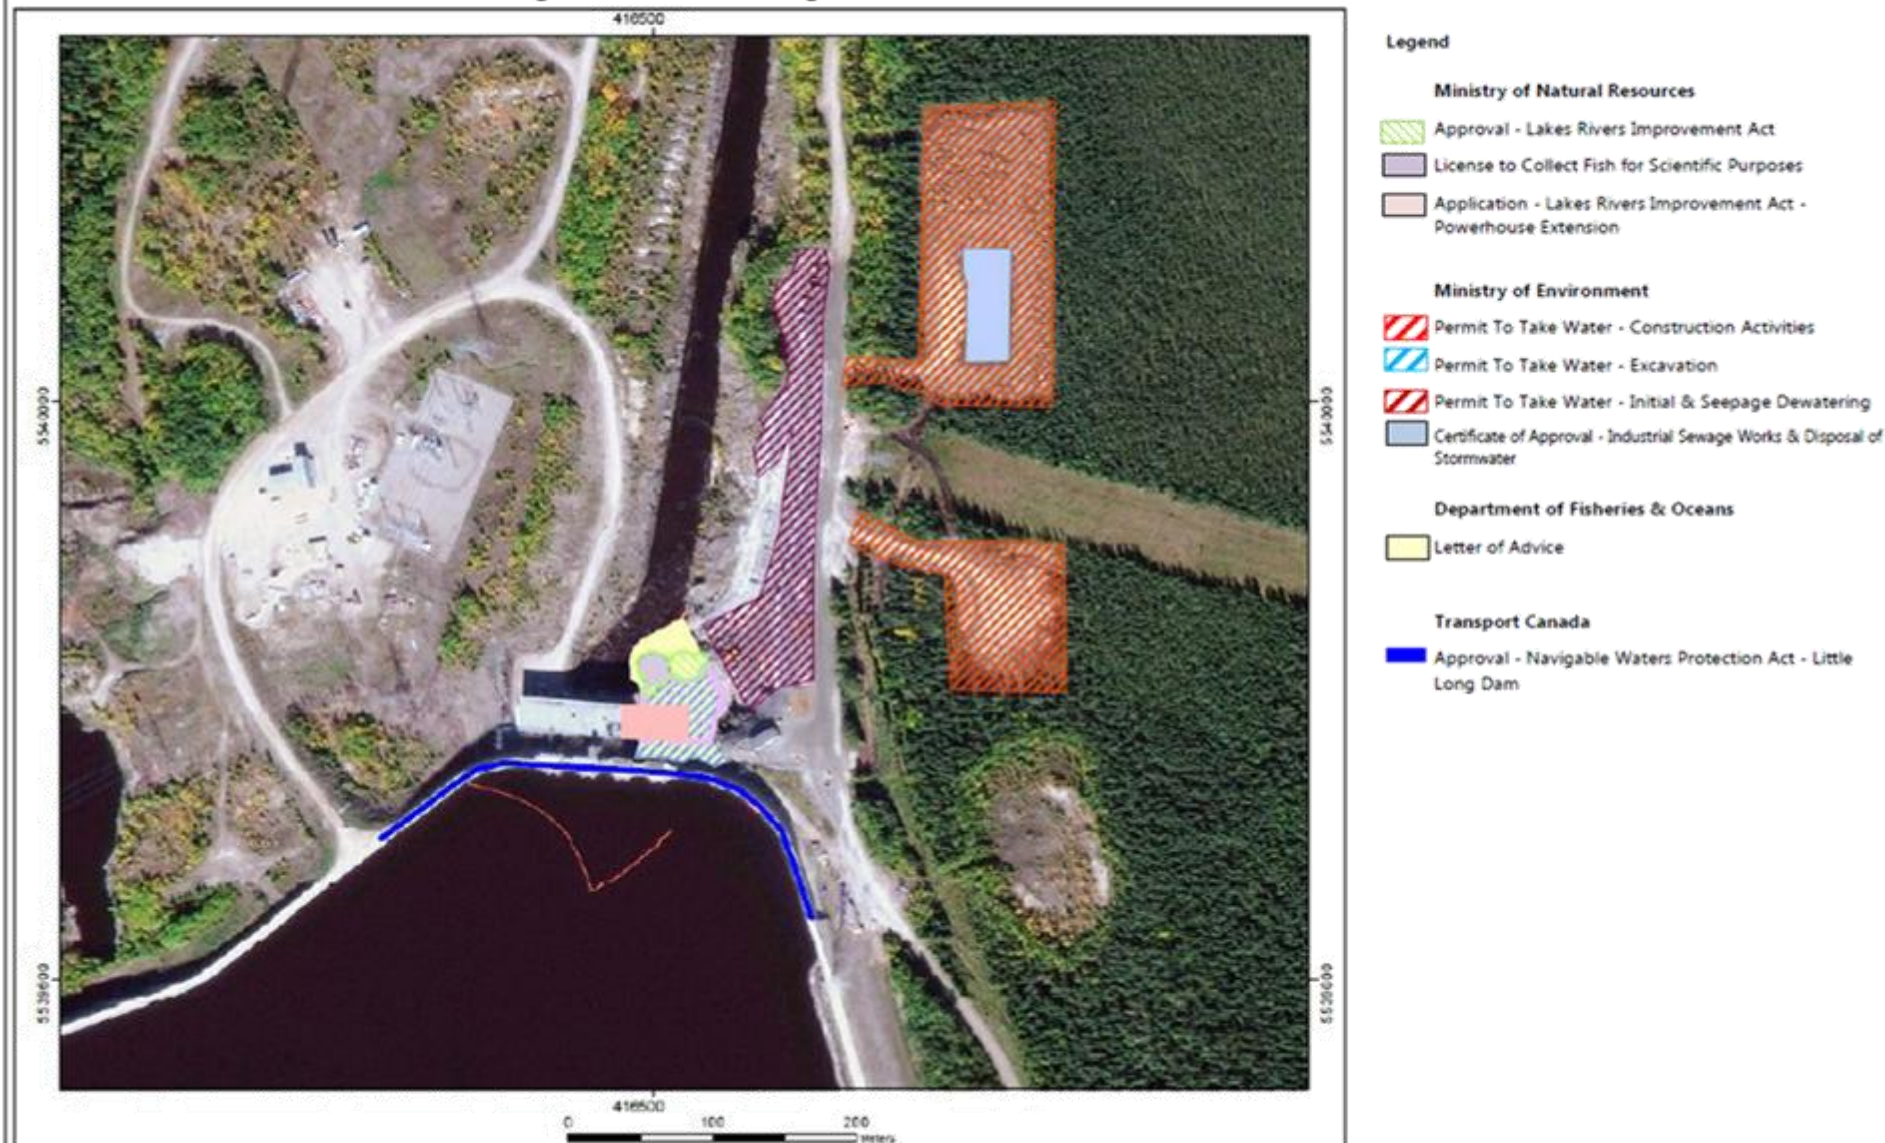 416500
Legend
Ministry of Natural Resources
Approval - Lakes Rivers Improvement Act
License to Collect Fish for Scientific Purposes
Application - Lakes Rivers Improvement Act -
Powerhouse Extension
Ministry of Environment
Permit To Take Water - Construction Activities
Permit To Take Water - Excavation
Permit To Take Water - Initial & Seepage Dewatering
Certificate of Approval - Industrial Sewage Works & Disposal of
Stormwater
Department of Fisheries & Oceans
Letter of Advice
Transport Canada
Approval - Navigable Waters Protection Act - Little
Long Dam
5540000
5540000
416500
0 100 200
Meters